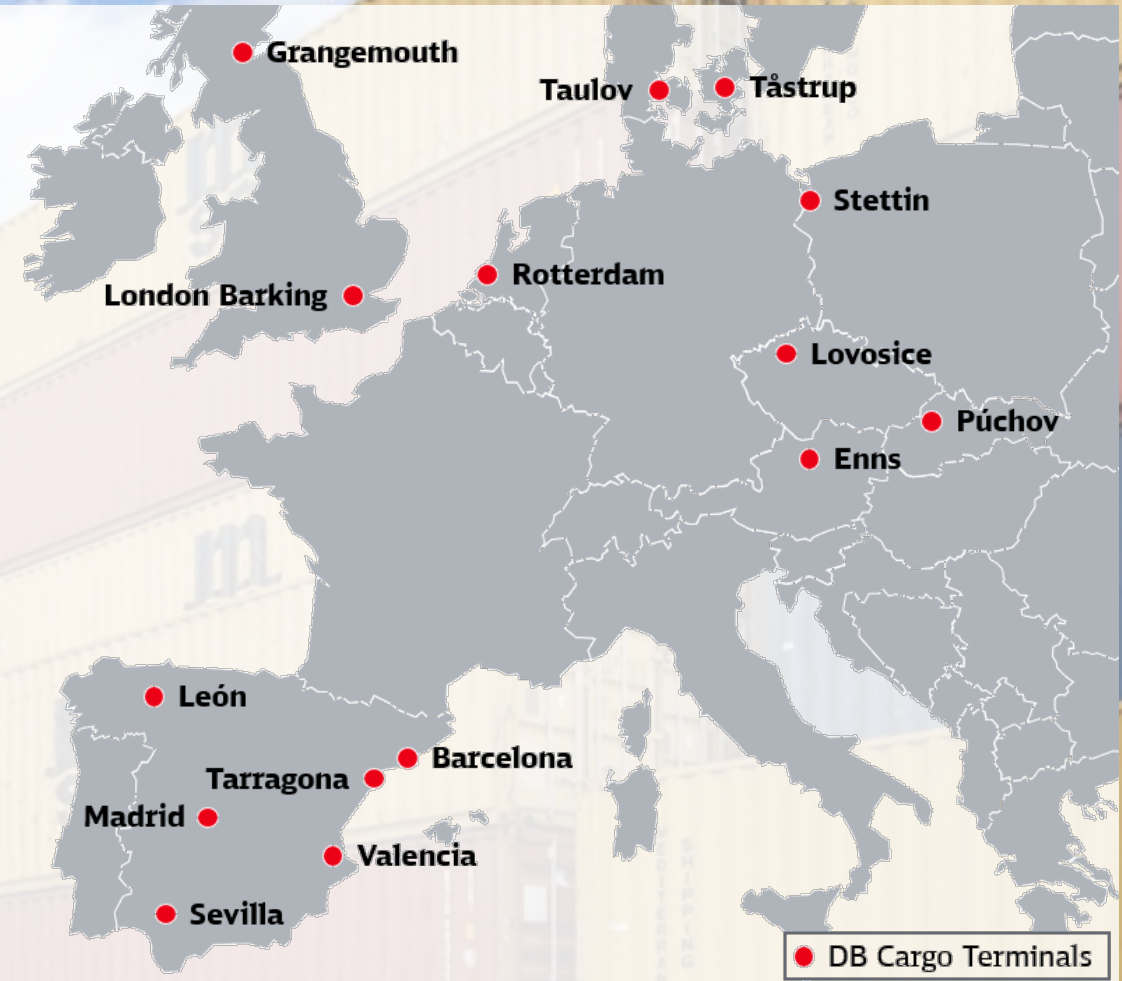 Grangemouth
Taulov
Tåstrup
Stettin
Rotterdam
London Barking
Lovosice
Púchov
Enns
León
Barcelona
Tarragona
Madrid
Valencia
Sevilla
DB Cargo Terminals